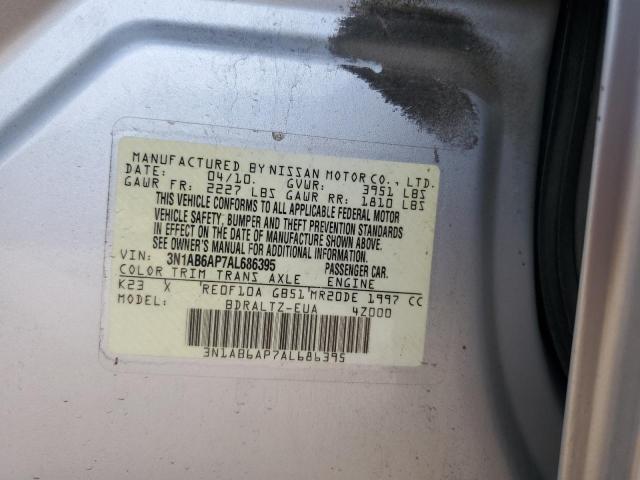 MANUFACTURED BY NISSAN MOTOR CO., LTD.
DATE: 04/10. GVWR: 3951 LBS
GAWR FR: 2227 LBS GAWR RR: 1810 LBS
THIS VEHICLE CONFORMS TO ALL APPLICABLE FEDERAL MOTOR
VEHICLE SAFETY, BUMPER AND THEFT PREVENTION STANDARDS
IN EFFECT ON THE DATE OF MANUFACTURE SHOWN ABOVE.
SEE OWNER'S MANUAL FOR ADDITIONAL INFORMATION.
VIN: 3N1AB6AP7AL686395 PASSENGER CAR.
COLOR TRIM TRANS AXLE ENGINE
K23 X RE0F10A GB51 MR20DE 1997 CC
MODEL: BDRALTZ-EUA 4Z000
3N1AB6AP7AL686395